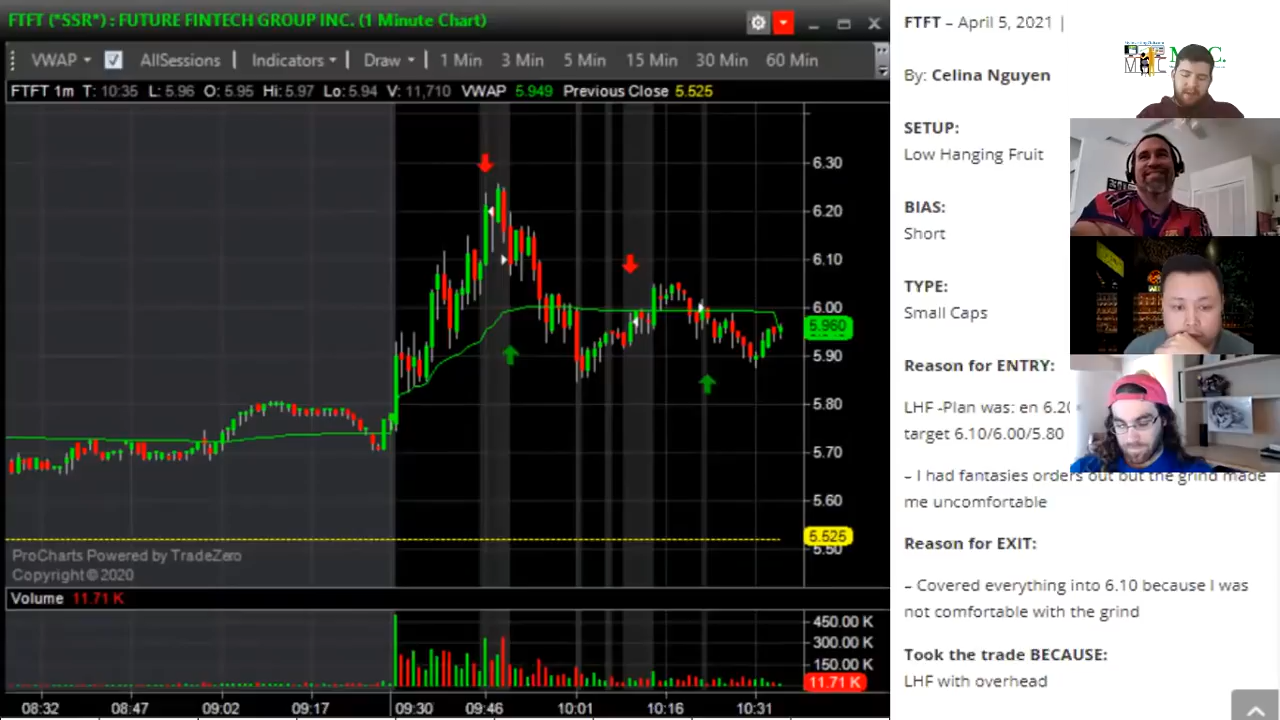 FTFT (*SSR*) : FUTURE FINTECH GROUP INC. (1 Minute Chart)
VWAP AllSessions Indicators Draw Min 3 Min 5 Min 15 Min 30 Min 60 Min
FTFT 1m T: 10:35 L: 5.96 O: 5.95 Hi: 5.97 Lo: 5.94 V: 11,710 VWAP 5.949 Previous Close 5.525
6.30
6.20
6.10
6.00
5.960
5.90
5.80
5.70
5.60
5.525
5.50
ProCharts Powered by TradeZero
Copyright © 2020
Volume 11.71 K
450.00 K
300.00 K
150.00 K
11.71 K
08:32 08:47 09:02 09:17 09:30 09:46 10:01 10:16 10:31
FTFT – April 5, 2021 |
By: Celina Nguyen
SETUP:
Low Hanging Fruit
BIAS:
Short
TYPE:
Small Caps
Reason for ENTRY:
LHF -Plan was: en 6.20
target 6.10/6.00/5.80
– I had fantasies orders out but the grind made
me uncomfortable
Reason for EXIT:
– Covered everything into 6.10 because I was
not comfortable with the grind
Took the trade BECAUSE:
LHF with overhead